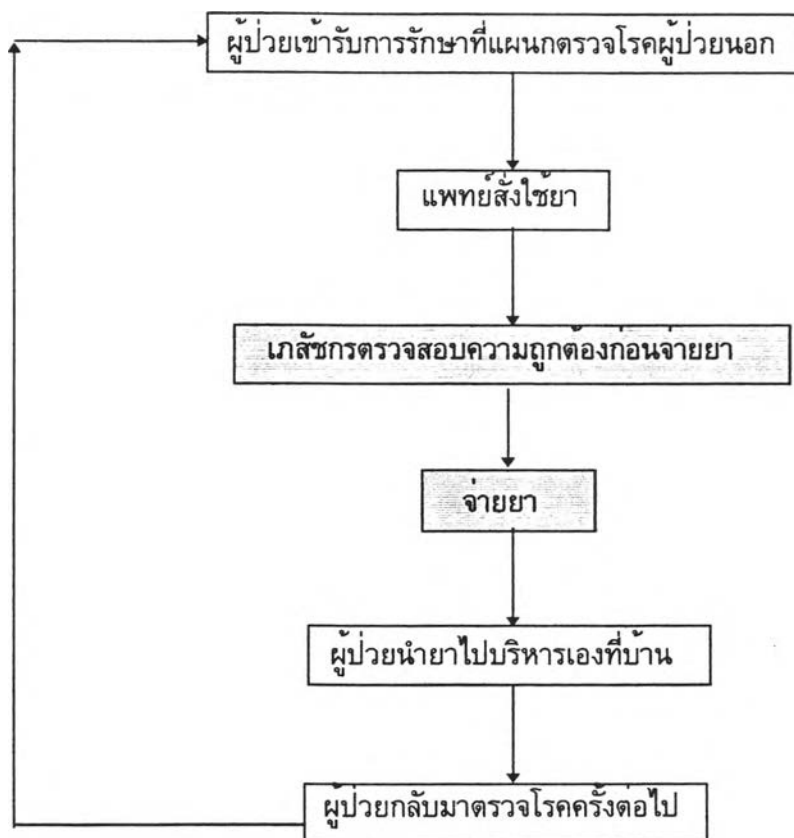 ผู้ป่วยเข้ารับการรักษาที่แผนกตรวจโรคผู้ป่วยนอก
แพทย์สั่งใช้ยา
เภสัชกรตรวจสอบความถูกต้องก่อนจ่ายยา
จ่ายยา
ผู้ป่วยนำยาไปบริหารเองที่บ้าน
ผู้ป่วยกลับมาตรวจโรคครั้งต่อไป